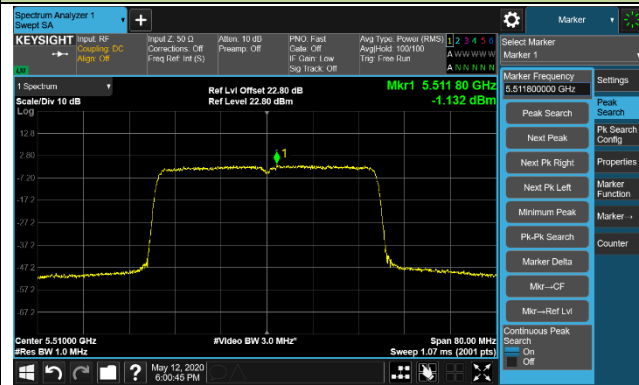 Spectrum Analyzer 1
Swept SA
Marker
KEYSIGHT
Input: RF
Coupling: DC
Align: Off
Input Z: 50 Ω
Corrections: Off
Freq Ref: Int (S)
Atten: 10 dB
Preamp: Off
PNO: Fast
Gate: Off
IF Gain: Low
Sig Track: Off
Avg Type: Power (RMS)
Avg|Hold: 100/100
Trig: Free Run
1 2 3 4 5 6
A W W W W W
A N N N N N
LXI
Select Marker
Marker 1
1 Spectrum
Scale/Div 10 dB
Ref Lvl Offset 22.80 dB
Ref Level 22.80 dBm
Mkr1 5.511 80 GHz
-1.132 dBm
Log
12.8
2.80
-7.20
-17.2
-27.2
-37.2
-47.2
-57.2
-67.2
1
Center 5.51000 GHz
#Res BW 1.0 MHz
#Video BW 3.0 MHz*
Span 80.00 MHz
Sweep 1.07 ms (2001 pts)
Marker Frequency
5.511800000 GHz
Peak Search
Next Peak
Next Pk Right
Next Pk Left
Minimum Peak
Pk-Pk Search
Marker Delta
Mkr→CF
Mkr→Ref Lvl
Continuous Peak
Search
On
Off
Settings
Peak
Search
Pk Search
Config
Properties
Marker
Function
Marker→
Counter
May 12, 2020
6:00:45 PM